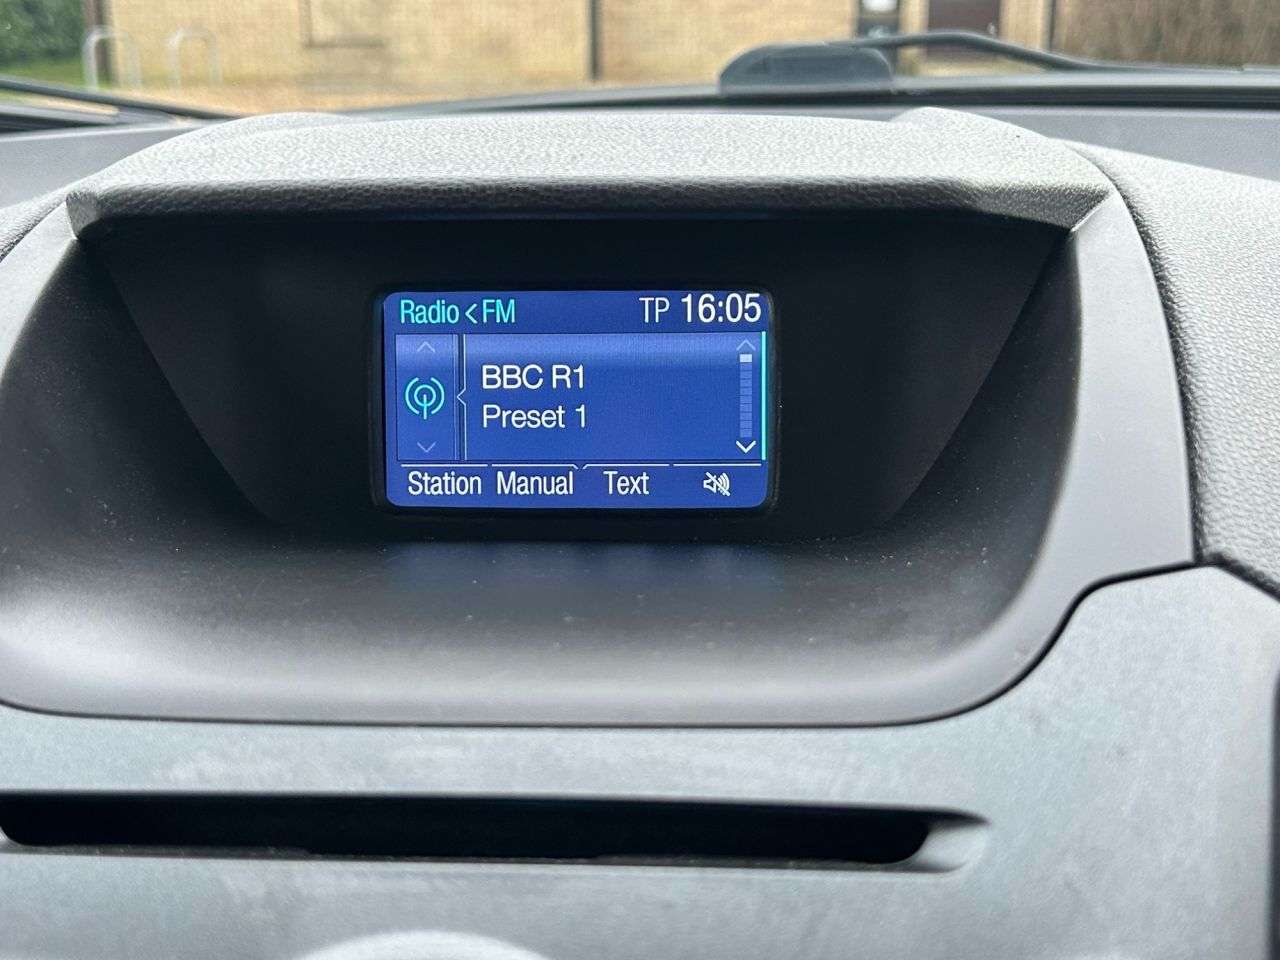 Radio < FM TP 16:05
BBC R1
Preset 1
Station Manual Text